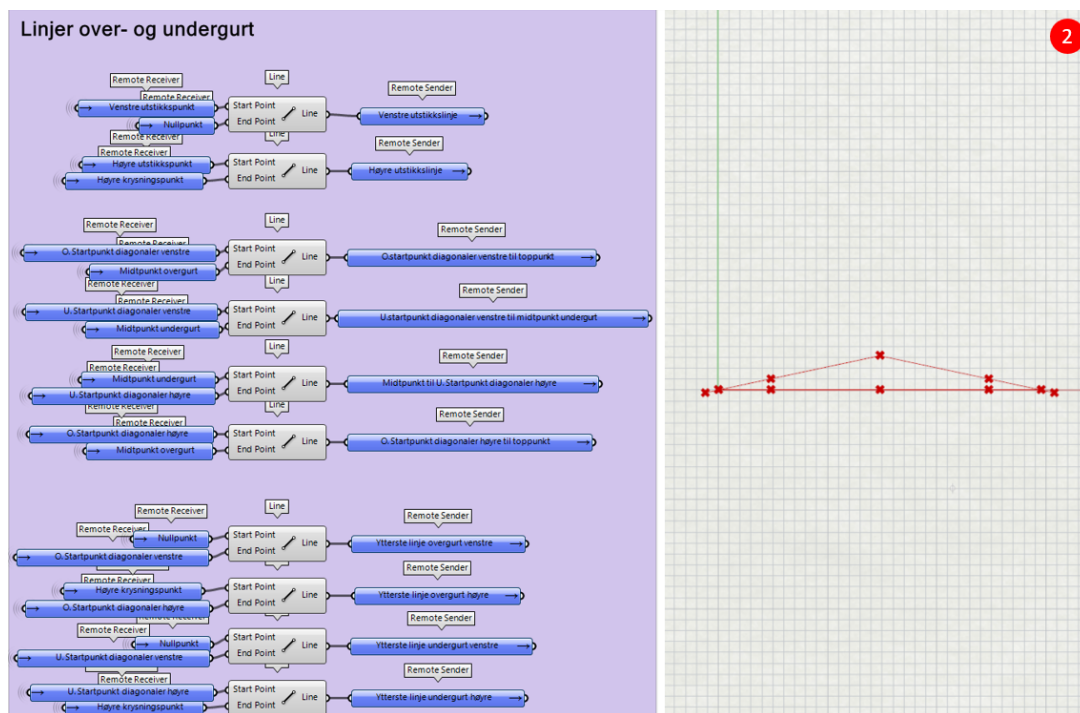 Linjer over- og undergurt
2
Remote Receiver
Line
Remote Receiver
Remote Sender
Venstre utstikkspunkt
Start Point
Line
Venstre utstikkslinje
Nullpunkt
End Point
Remote Receiver
Line
Remote Sender
Remote Receiver
Høyre utstikkspunkt
Start Point
Line
Høyre utstikkslinje
Høyre krysningspunkt
End Point
Remote Receiver
Line
Remote Sender
Remote Receiver
O. Startpunkt diagonaler venstre
Start Point
Line
O.startpunkt diagonaler venstre til toppunkt
Midtpunkt overgurt
End Point
Remote Receiver
Line
Remote Sender
Remote Receiver
U. Startpunkt diagonaler venstre
Start Point
Line
U.startpunkt diagonaler venstre til midtpunkt undergurt
Midtpunkt undergurt
End Point
Remote Receiver
Line
Remote Sender
Remote Receiver
Midtpunkt undergurt
Start Point
Line
Midtpunkt til U. Startpunkt diagonaler høyre
U. Startpunkt diagonaler høyre
End Point
Remote Receiver
Line
Remote Sender
Remote Receiver
O. Startpunkt diagonaler høyre
Start Point
Line
O. Startpunkt diagonaler høyre til toppunkt
Midtpunkt overgurt
End Point
Remote Receiver
Line
Remote Sender
Remote Receiver
Nullpunkt
Start Point
Line
Ytterste linje overgurt venstre
O. Startpunkt diagonaler venstre
End Point
Remote Receiver
Remote Sender
Høyre krysningspunkt
Start Point
Line
Ytterste linje overgurt høyre
O. Startpunkt diagonaler høyre
End Point
Remote Receiver
Remote Receiver
Remote Sender
Nullpunkt
Start Point
Line
Ytterste linje undergurt venstre
U. Startpunkt diagonaler venstre
End Point
Remote Receiver
Remote Sender
U. Startpunkt diagonaler høyre
Start Point
Line
Ytterste linje undergurt høyre
Høyre krysningspunkt
End Point